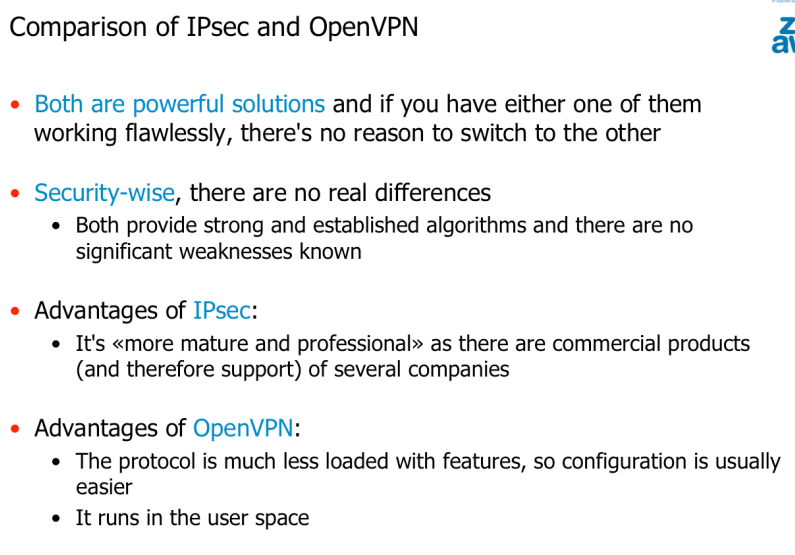 Comparison of IPsec and OpenVPN
• Both are powerful solutions and if you have either one of them
working flawlessly, there's no reason to switch to the other
• Security-wise, there are no real differences
• Both provide strong and established algorithms and there are no
significant weaknesses known
• Advantages of IPsec:
• It's «more mature and professional» as there are commercial products
(and therefore support) of several companies
• Advantages of OpenVPN:
• The protocol is much less loaded with features, so configuration is usually
easier
• It runs in the user space